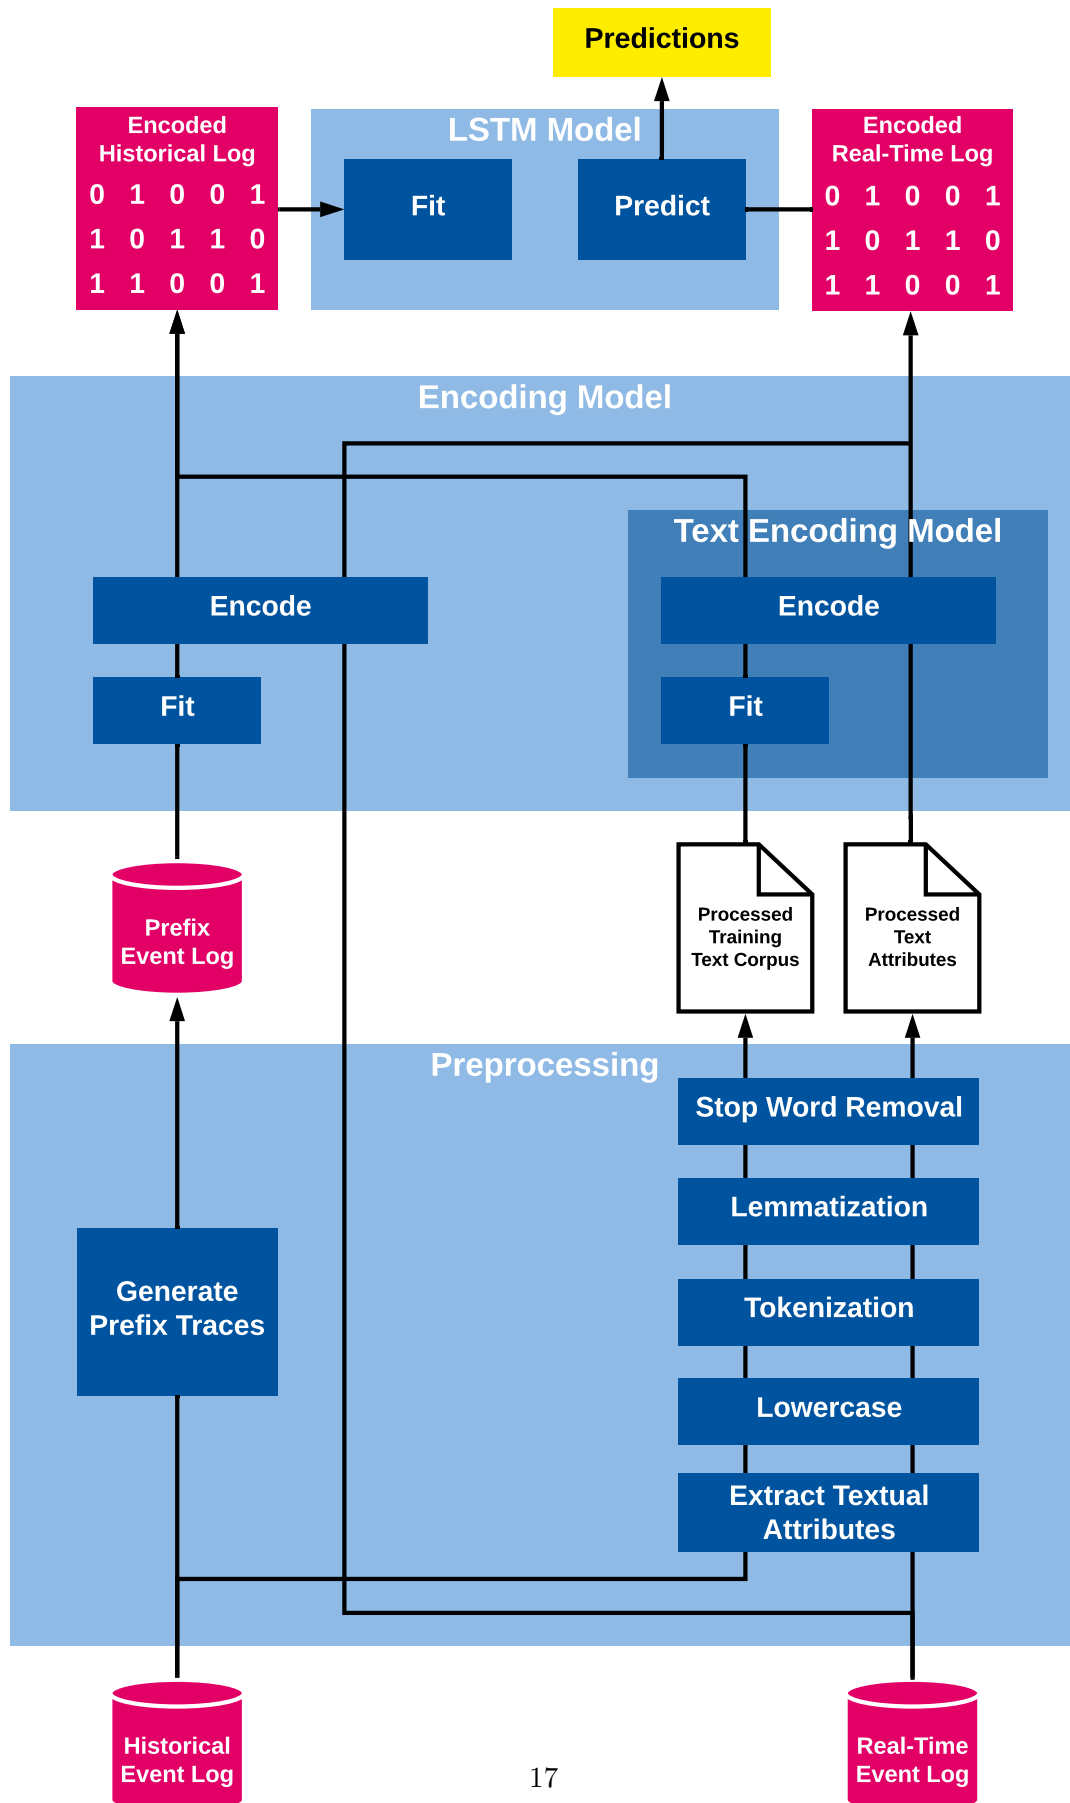 Predictions
Encoded
Historical Log
0 1 0 0 1
1 0 1 1 0
1 1 0 0 1
LSTM Model
Fit
Predict
Encoded
Real-Time Log
0 1 0 0 1
1 0 1 1 0
1 1 0 0 1
Encoding Model
Text Encoding Model
Encode
Encode
Fit
Fit
Prefix
Event Log
Processed
Training
Text Corpus
Processed
Text
Attributes
Preprocessing
Stop Word Removal
Lemmatization
Generate
Prefix Traces
Tokenization
Lowercase
Extract Textual
Attributes
Historical
Event Log
17
Real-Time
Event Log